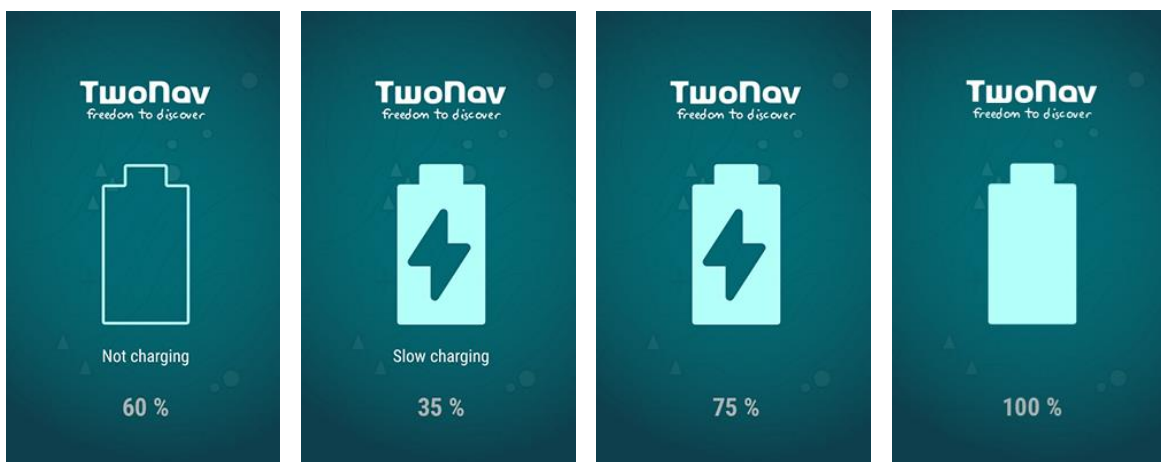 TwoNav
freedom to discover
Not charging
60 %
TwoNav
freedom to discover
Slow charging
35 %
TwoNav
freedom to discover
75 %
TwoNav
freedom to discover
100 %